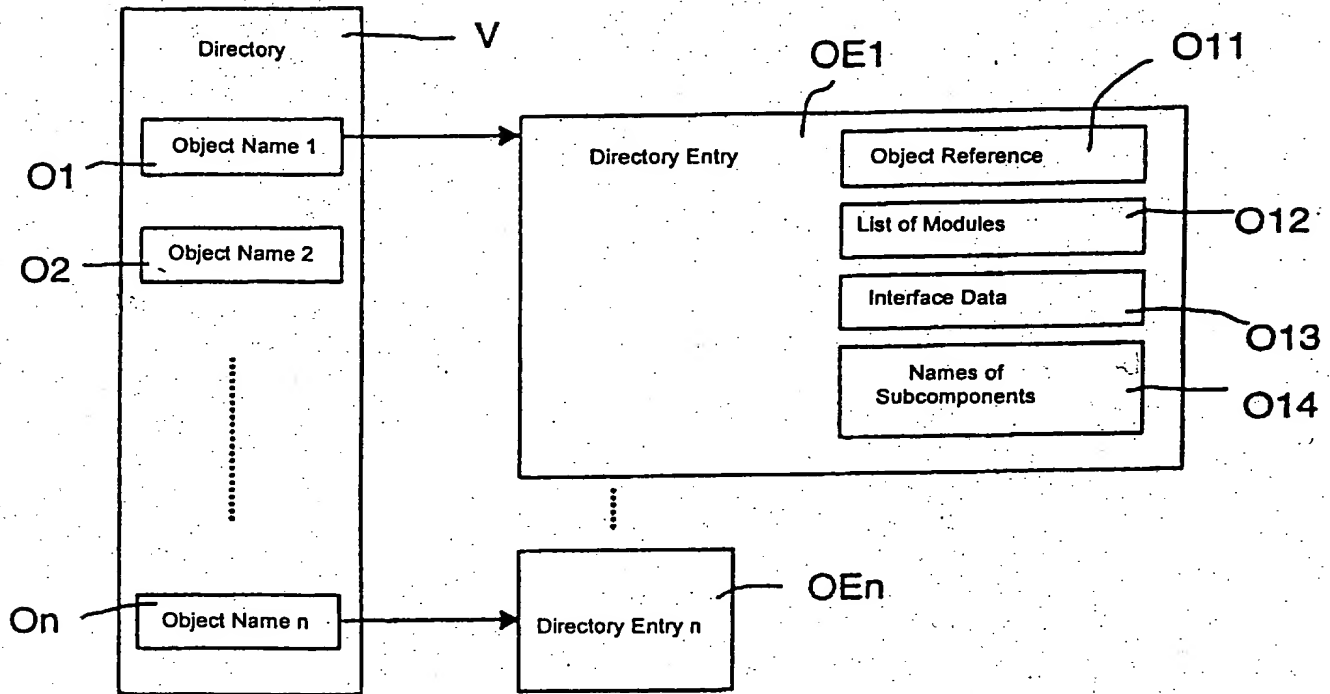 Directory
V
Object Name 1
O1
Object Name 2
O2
Object Name n
On
OE1
O11
Directory Entry
Object Reference
List of Modules
O12
Interface Data
O13
Names of
Subcomponents
O14
Directory Entry n
OEn